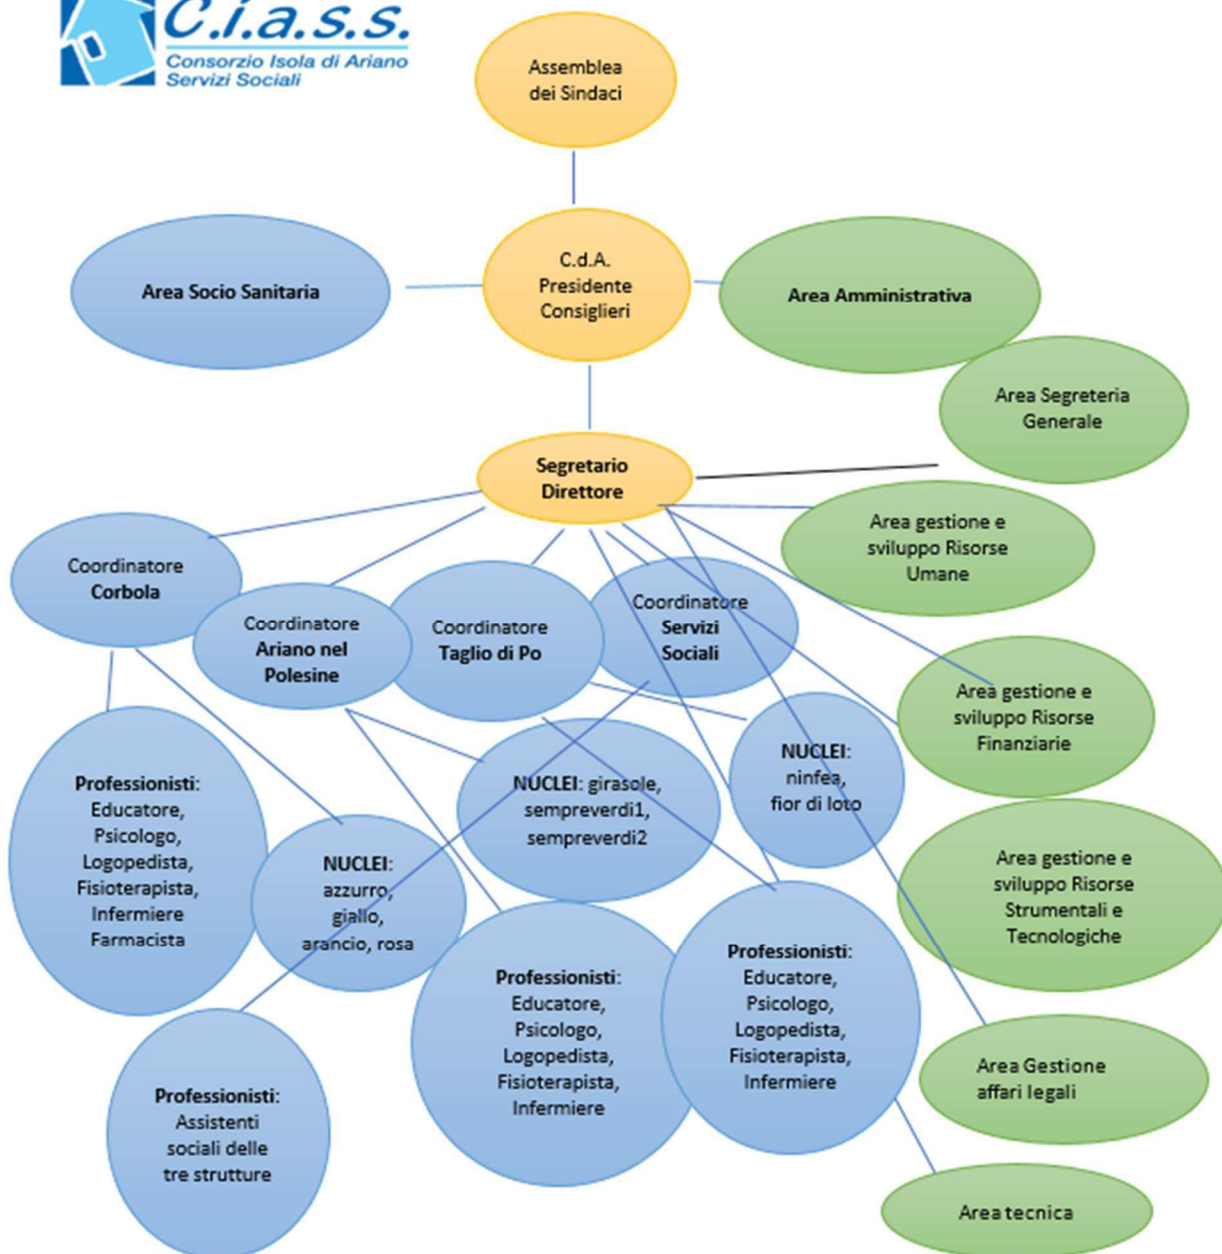 C.i.a.s.s.
Consorzio Isola di Ariano
Servizi Sociali
Assemblea
dei Sindaci
Area Socio Sanitaria
C.d.A.
Presidente
Consiglieri
Area Amministrativa
Area Segreteria
Generale
Segretario
Direttore
Area gestione e
sviluppo Risorse
Umane
Coordinatore
Corbola
Coordinatore
Ariano nel
Polesine
Coordinatore
Taglio di Po
Coordinatore
Servizi
Sociali
Area gestione e
sviluppo Risorse
Finanziarie
Professionisti:
Educatore,
Psicologo,
Logopedista,
Fisioterapista,
Infermiere
Farmacista
NUCLEI:
azzurro,
giallo,
arancio, rosa
NUCLEI: girasole,
sempreverdi1,
sempreverdi2
NUCLEI:
ninfea,
fior di loto
Area gestione e
sviluppo Risorse
Strumentali e
Tecnologiche
Professionisti:
Educatore,
Psicologo,
Logopedista,
Fisioterapista,
Infermiere
Professionisti:
Educatore,
Psicologo,
Logopedista,
Fisioterapista,
Infermiere
Area Gestione
affari legali
Professionisti:
Assistenti
sociali delle
tre strutture
Area tecnica